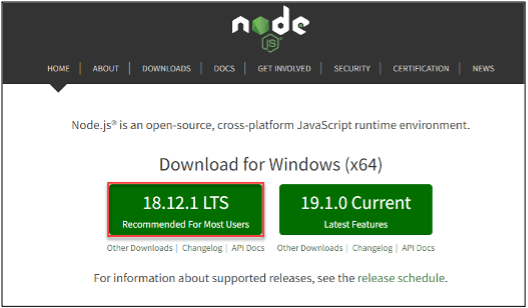 node
JS
HOME | ABOUT | DOWNLOADS | DOCS | GET INVOLVED | SECURITY | CERTIFICATION | NEWS
Node.js® is an open-source, cross-platform JavaScript runtime environment.
Download for Windows (x64)
18.12.1 LTS
Recommended For Most Users
19.1.0 Current
Latest Features
Other Downloads | Changelog | API Docs
Other Downloads | Changelog | API Docs
For information about supported releases, see the release schedule.